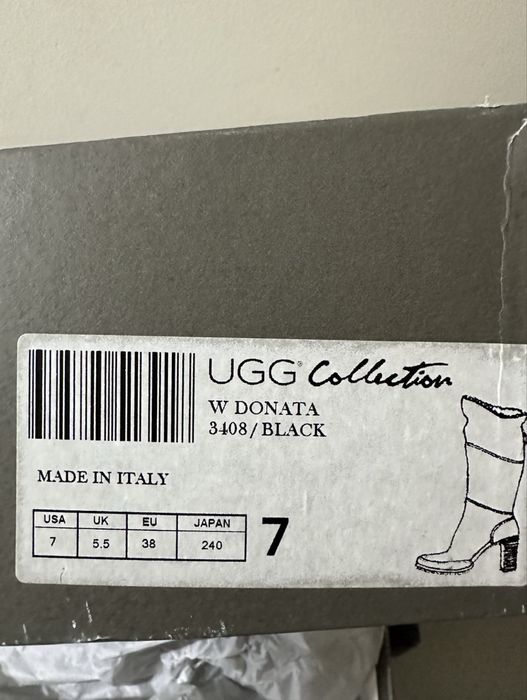 UGG® Collection
W DONATA
3408/BLACK
MADE IN ITALY
USA UK EU JAPAN
7 5.5 38 240
7